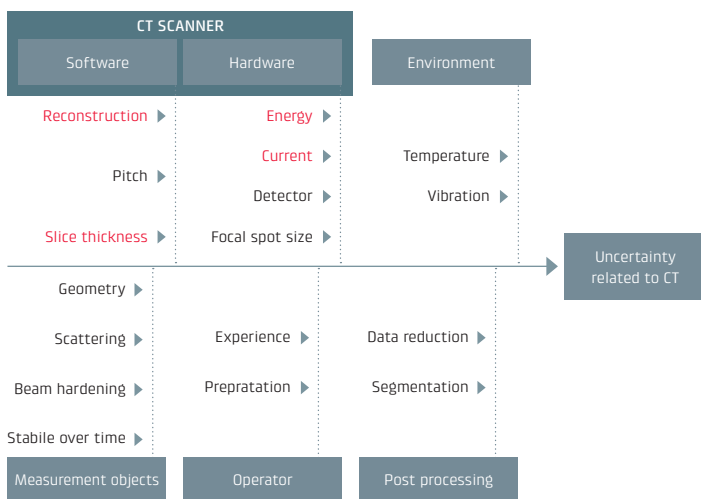 CT SCANNER
Software
Hardware
Environment
Reconstruction
Energy
Current
Temperature
Pitch
Detector
Vibration
Slice thickness
Focal spot size
Uncertainty
related to CT
Geometry
Scattering
Experience
Data reduction
Beam hardening
Prepratation
Segmentation
Stabile over time
Measurement objects
Operator
Post processing